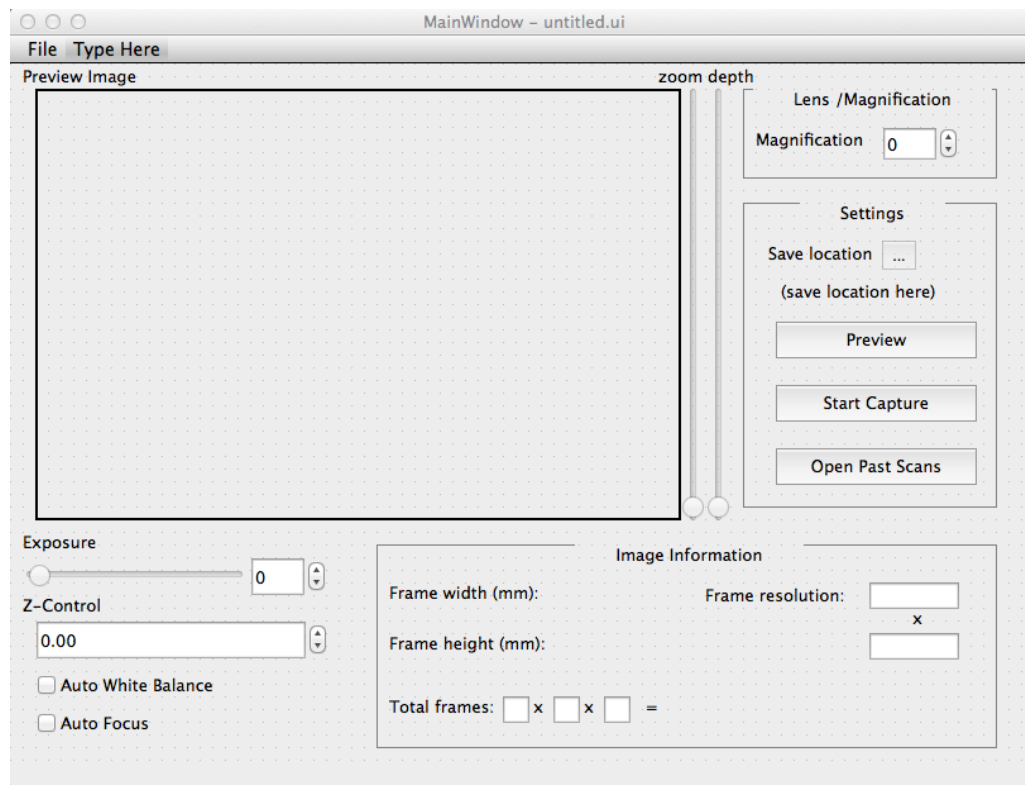 MainWindow – untitled.ui
File Type Here
Preview Image
zoom depth
Lens /Magnification
Magnification 0
Settings
Save location ...
(save location here)
Preview
Start Capture
Open Past Scans
Exposure
0
Z-Control
0.00
Auto White Balance
Auto Focus
Image Information
Frame width (mm): Frame resolution:
x
Frame height (mm):
Total frames: x x =